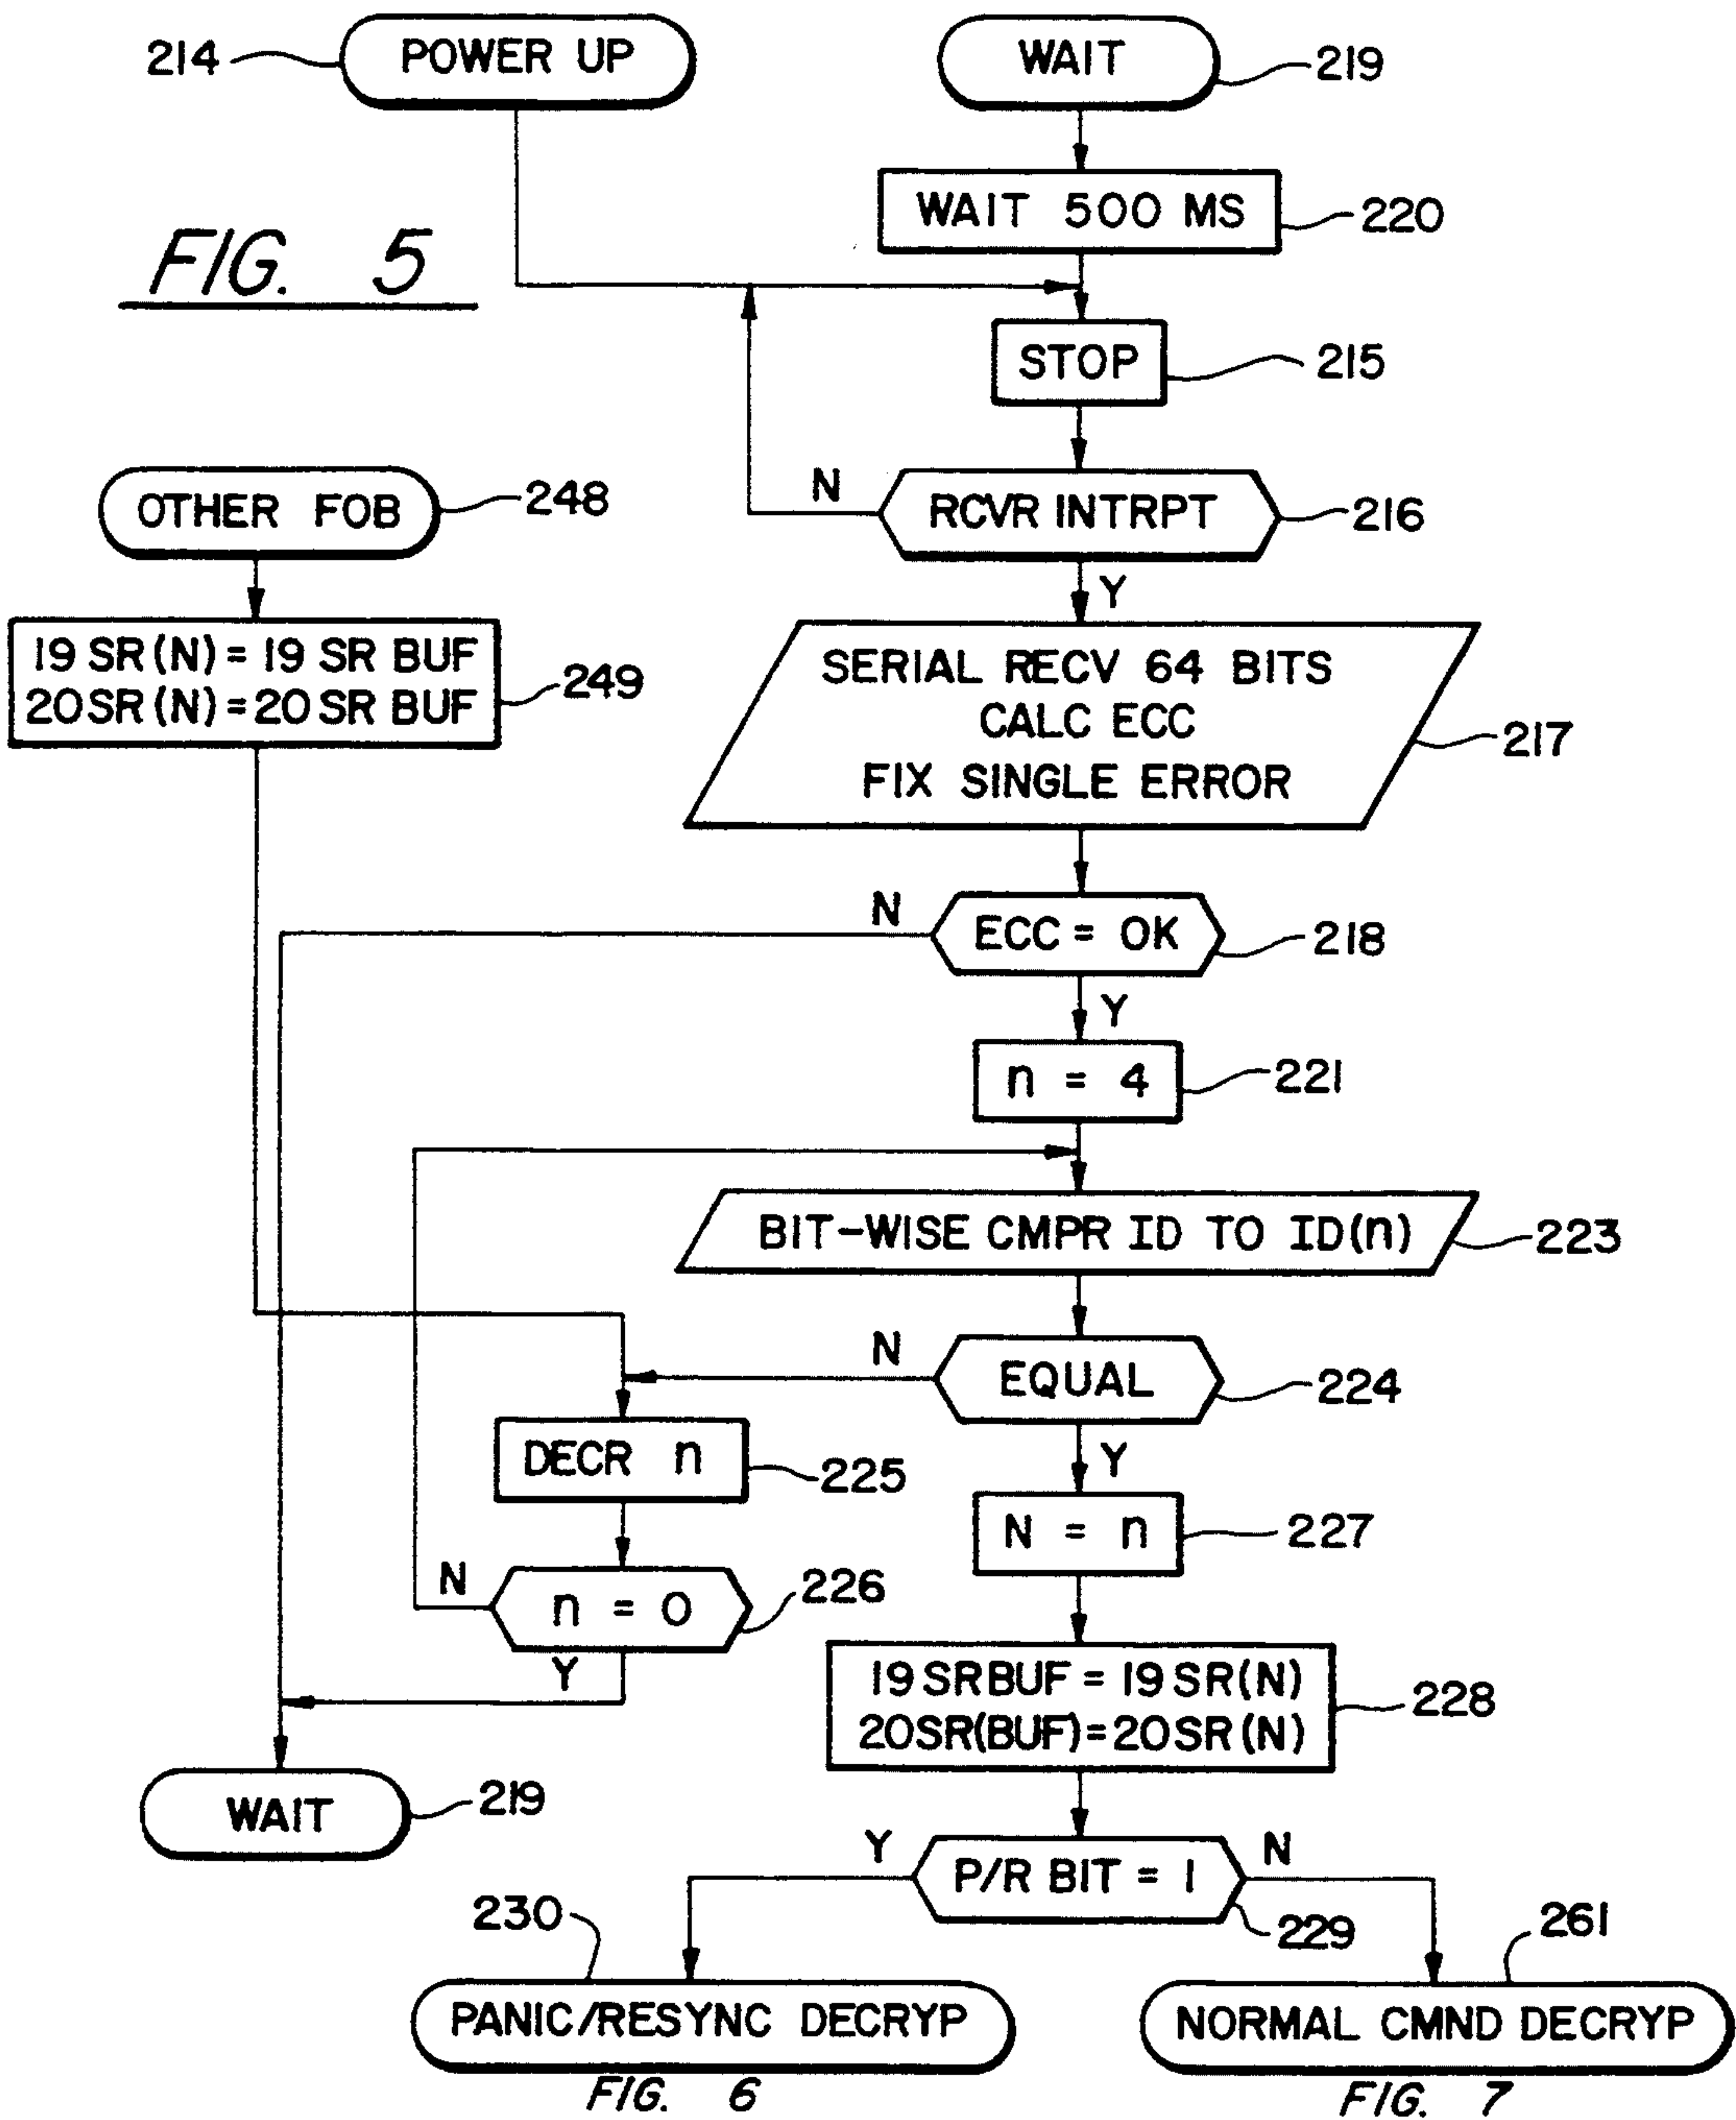 214
POWER UP
WAIT
219
WAIT 500 MS
220
FIG. 5
STOP
215
OTHER FOB
248
N
RCVR INTRPT
216
Y
19 SR(N) = 19 SR BUF
20SR(N)=20SR BUF
249
SERIAL RECV 64 BITS
CALC ECC
FIX SINGLE ERROR
217
N
ECC = OK
218
Y
n = 4
221
BIT-WISE CMPR ID TO ID(n)
223
N
EQUAL
224
Y
DECR n
225
N = n
227
N
n = 0
226
Y
19 SRBUF = 19 SR(N)
20SR(BUF)=20SR(N)
228
WAIT
219
Y
P/R BIT = 1
N
229
230
261
PANIC/RESYNC DECRYP
NORMAL CMND DECRYP
FIG. 6
FIG. 7